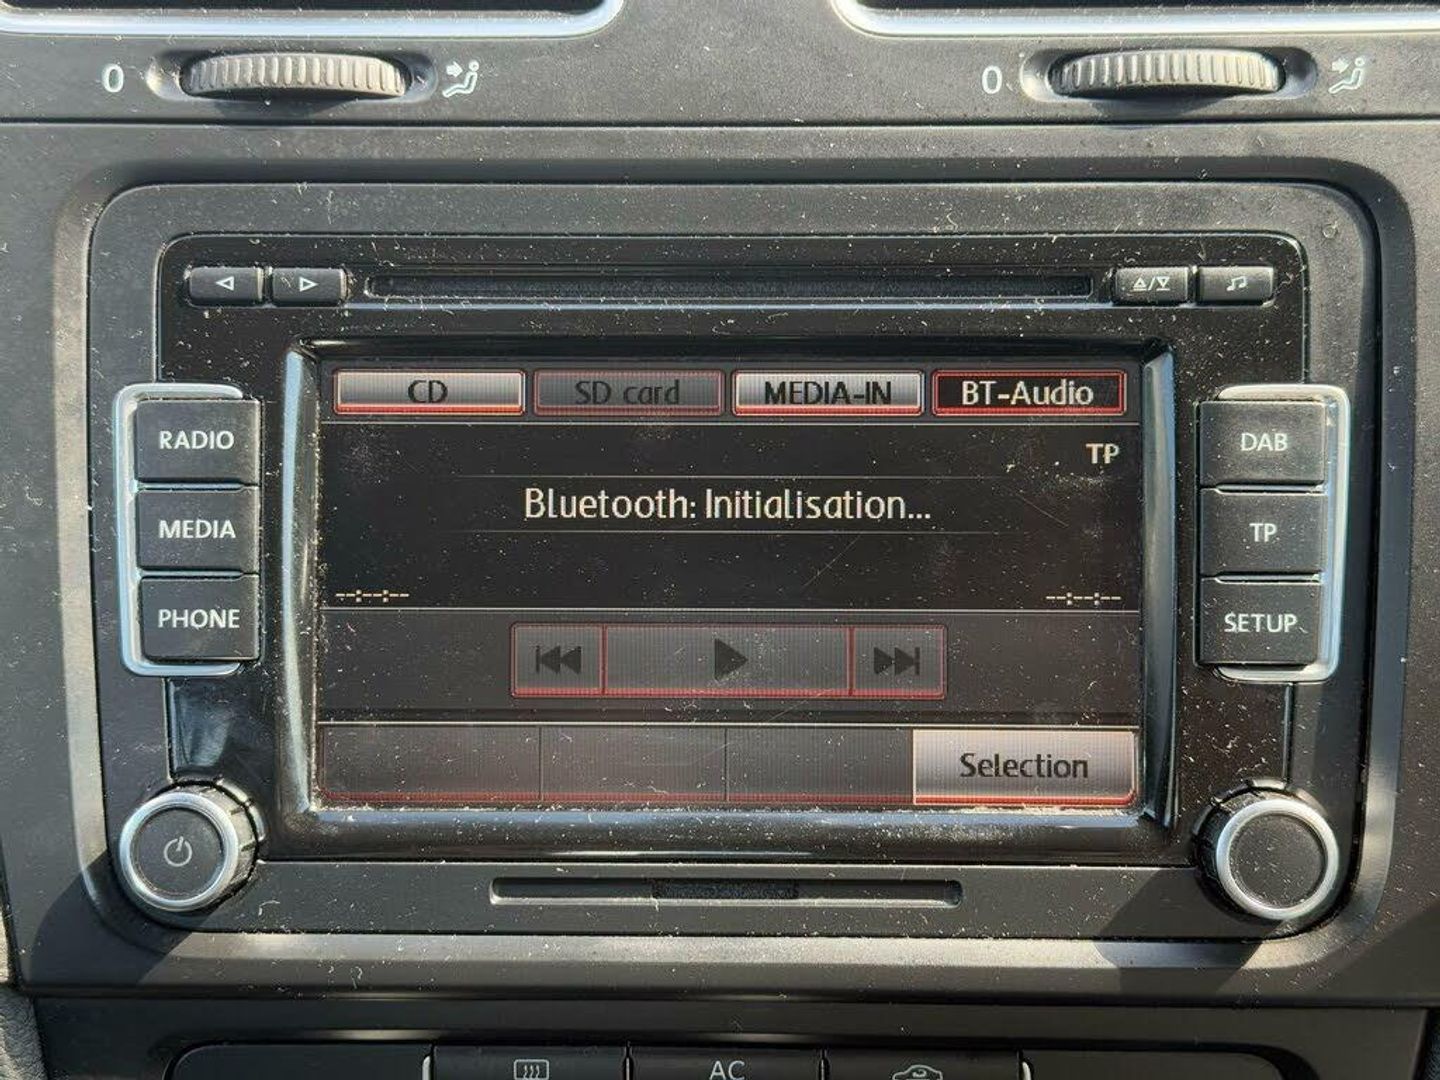 0
0
CD SD card MEDIA-IN BT-Audio
RADIO
DAB
TP
Bluetooth: Initialisation...
MEDIA
TP
--:--:-- --:--:--
PHONE
SETUP
Selection
AC